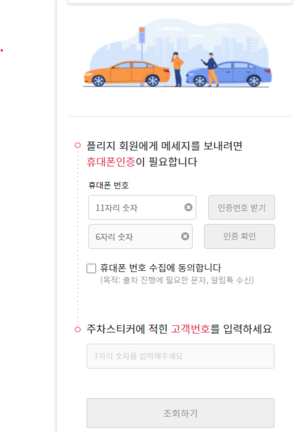 플리지 회원에게 메세지를 보내려면
휴대폰인증이 필요합니다
휴대폰 번호
11자리 숫자
인증번호 받기
6자리 숫자
인증 확인
휴대폰 번호 수집에 동의합니다
(목적: 출차 진행에 필요한 문자, 알림톡 수신)
주차스티커에 적힌 고객번호를 입력하세요
7자리 숫자를 입력해주세요
조회하기